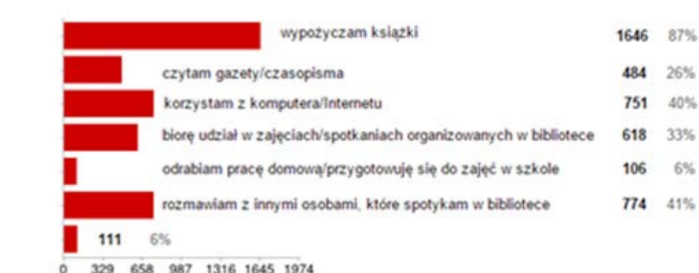 wypożyczam książki 1646 87%
czytam gazety/czasopisma 484 26%
korzystam z komputera/Internetu 751 40%
biorę udział w zajęciach/spotkaniach organizowanych w bibliotece 618 33%
odrabiam pracę domową/przygotowuję się do zajęć w szkole 106 6%
rozmawiam z innymi osobami, które spotykam w bibliotece 774 41%
111 6%
0 329 658 987 1316 1645 1974